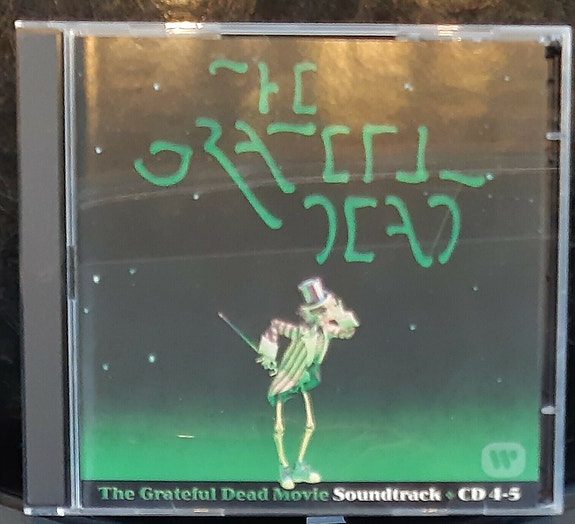 THE
GRATEFUL
DEAD
The Grateful Dead Movie Soundtrack ⬥ CD 4-5